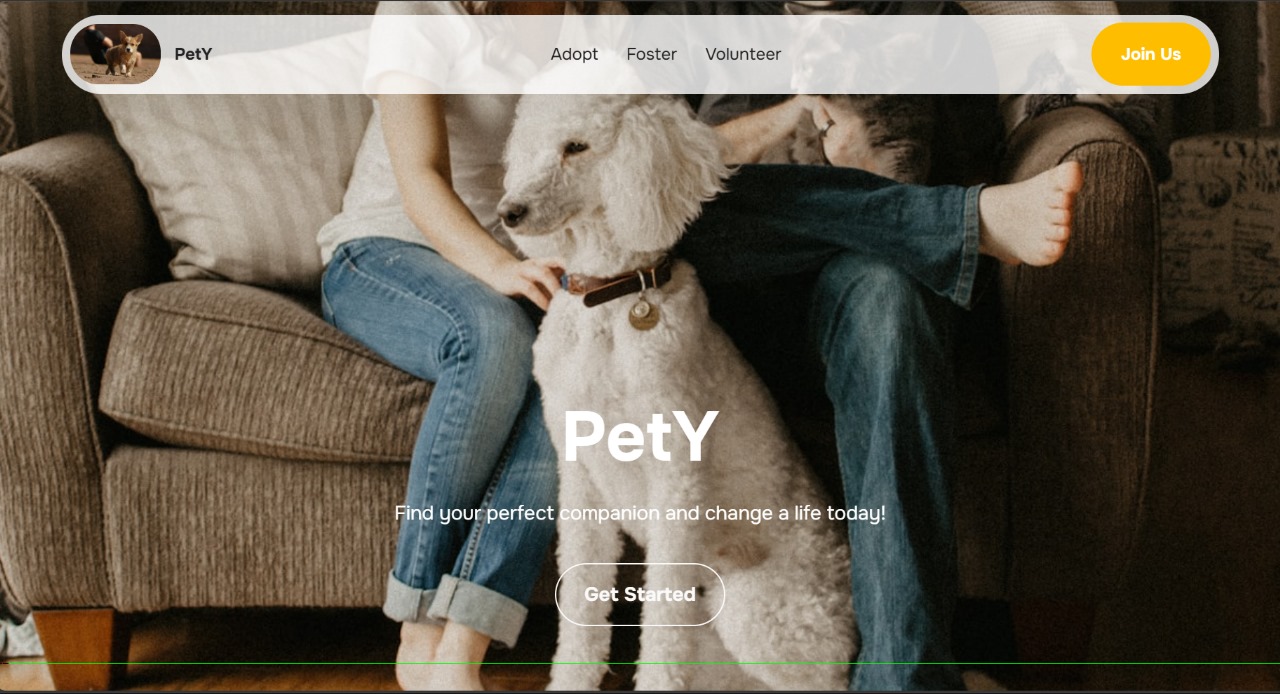 PetY
Adopt Foster Volunteer
Join Us
PetY
Find your perfect companion and change a life today!
Get Started